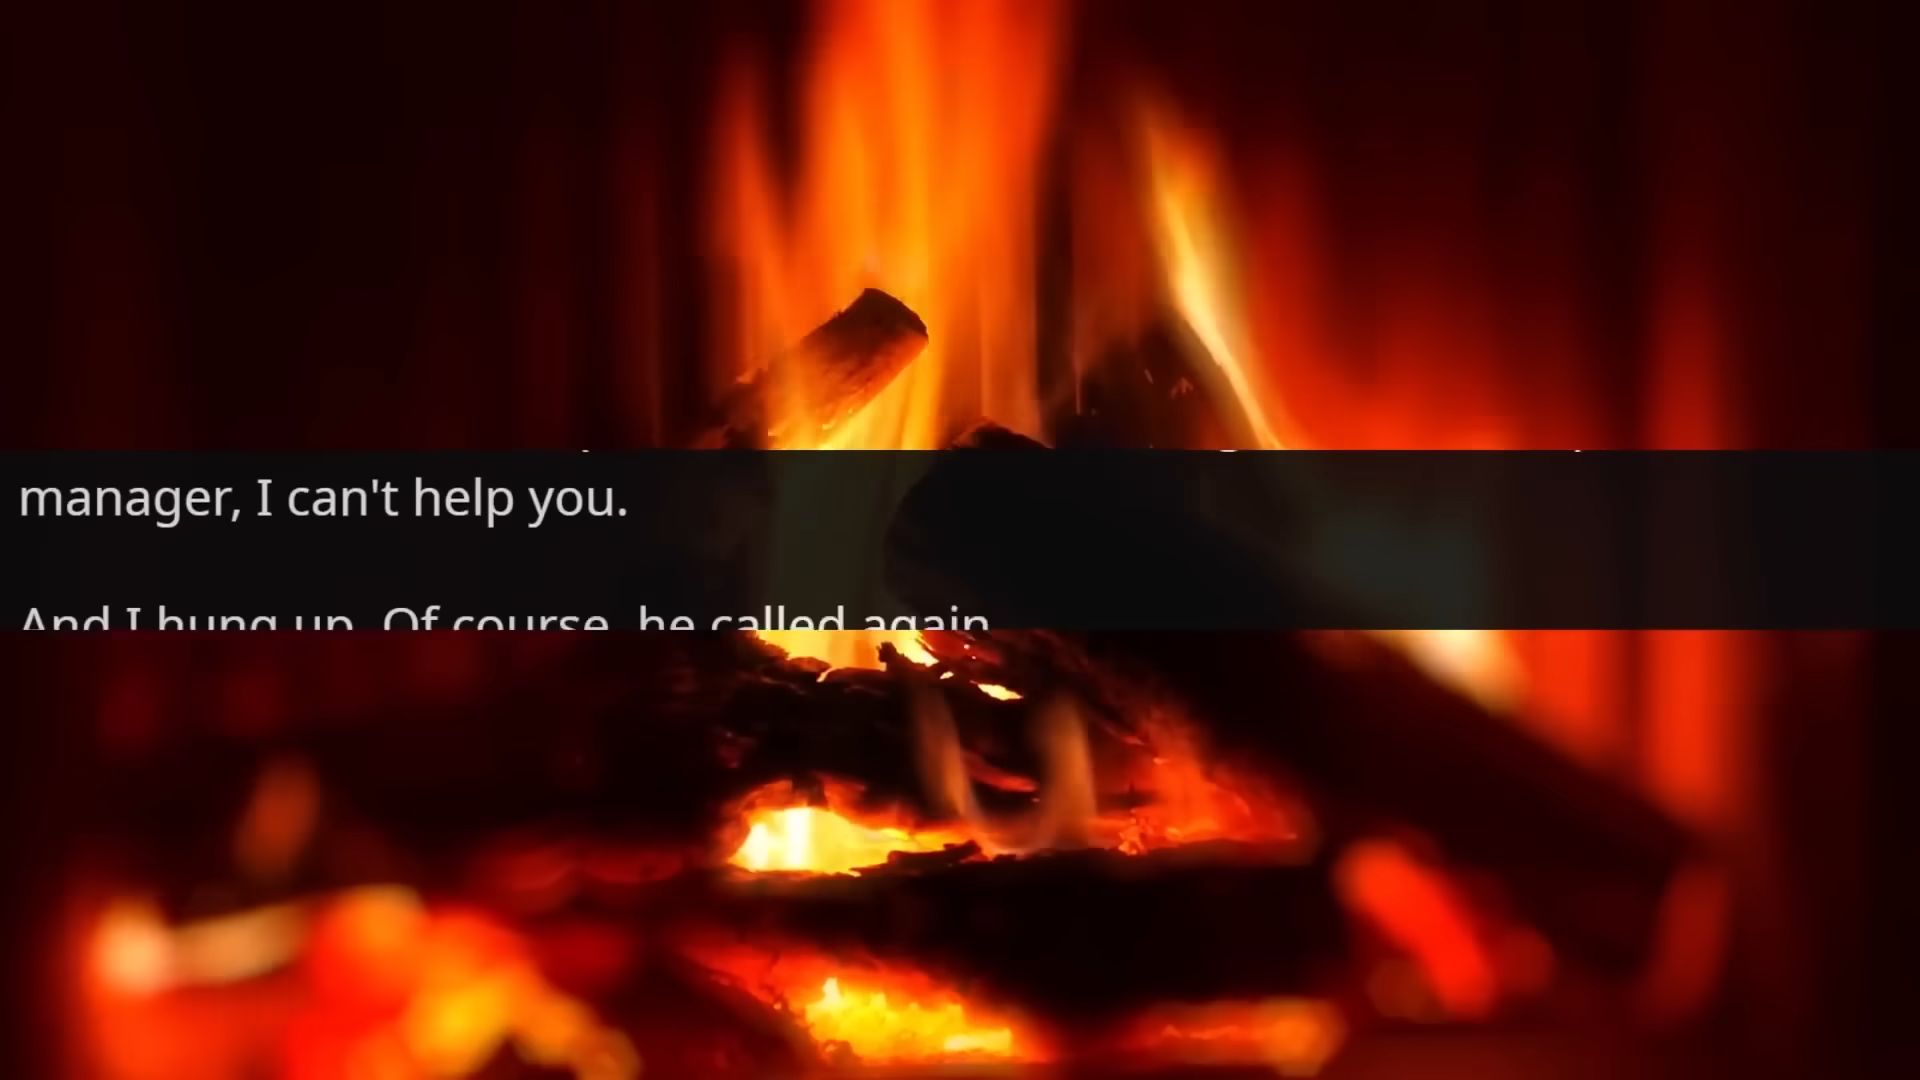 manager, I can't help you.
And I hung up. Of course, he called again